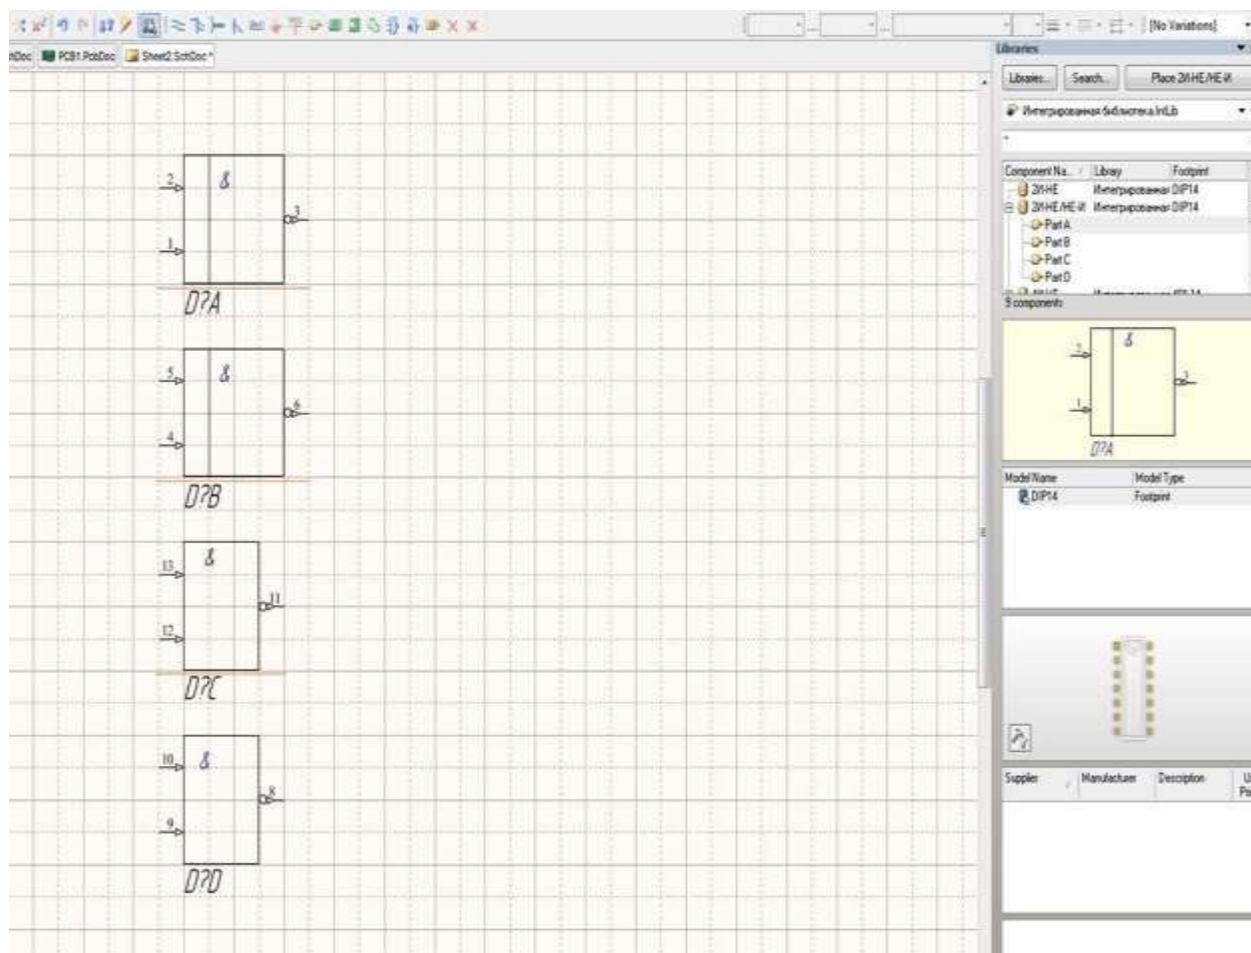 [No Variations]
PCB1.PcbDoc Sheet2.SchDoc *
Libraries
Libraries... Search... Place 2И-НЕ/НЕ-И
Интегрированная библиотека.IntLib
*
Component Na... / Library Footprint
2И-НЕ Интегрированная DIP14
2И-НЕ/НЕ-И Интегрированная DIP14
Part A
Part B
Part C
Part D
9 components
2 & 3
1
D?A
5 & 6
4
D?B
13 & 11
12
D?C
10 & 8
9
D?D
2 &
1
D?A
Model Name Model Type
DIP14 Footprint
Supplier / Manufacturer Description